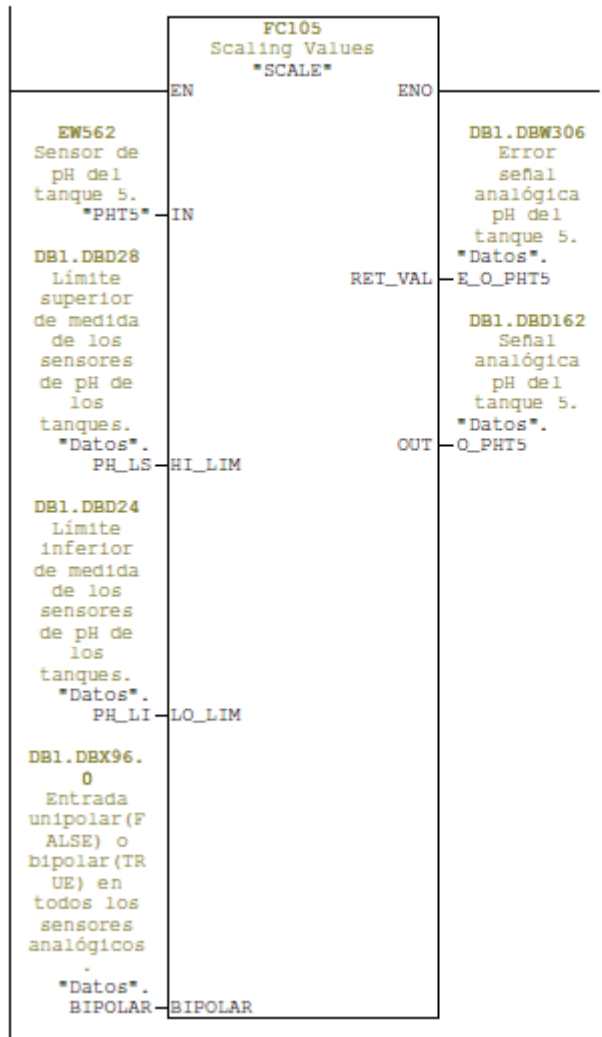 FC105
Scaling Values
"SCALE"
EN
ENO
EW562
Sensor de
pH del
tanque 5.
"PHT5"
IN
DB1.DBD28
Límite
superior
de medida
de los
sensores
de pH de
los
tanques.
"Datos".
PH_LS
HI_LIM
DB1.DBD24
Límite
inferior
de medida
de los
sensores
de pH de
los
tanques.
"Datos".
PH_LI
LO_LIM
DB1.DBX96.
0
Entrada
unipolar(F
ALSE) o
bipolar(TR
UE) en
todos los
sensores
analógicos
.
"Datos".
BIPOLAR
BIPOLAR
DB1.DBW306
Error
señal
analógica
pH del
tanque 5.
"Datos".
RET_VAL
E_O_PHT5
DB1.DBD162
Señal
analógica
pH del
tanque 5.
"Datos".
OUT
O_PHT5